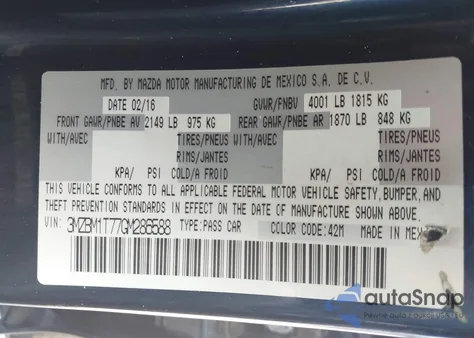 MFD. BY MAZDA MOTOR MANUFACTURING DE MEXICO S.A. DE C.V.
DATE 02/16 GVWR/PNBV 4001 LB 1815 KG
FRONT GAWR/PNBE AV 2149 LB 975 KG REAR GAWR/PNBE AR 1870 LB 848 KG
WITH/AVEC TIRES/PNEUS WITH/AVEC TIRES/PNEUS
RIMS/JANTES RIMS/JANTES
KPA/ PSI COLD/A FROID KPA/ PSI COLD/A FROID
THIS VEHICLE CONFORMS TO ALL APPLICABLE FEDERAL MOTOR VEHICLE SAFETY, BUMPER, AND
THEFT PREVENTION STANDARDS IN EFFECT ON THE DATE OF MANUFACTURE SHOWN ABOVE.
VIN: 3MZBM1T77GM286588 TYPE: PASS CAR COLOR CODE: 42M MADE IN
autoSnap